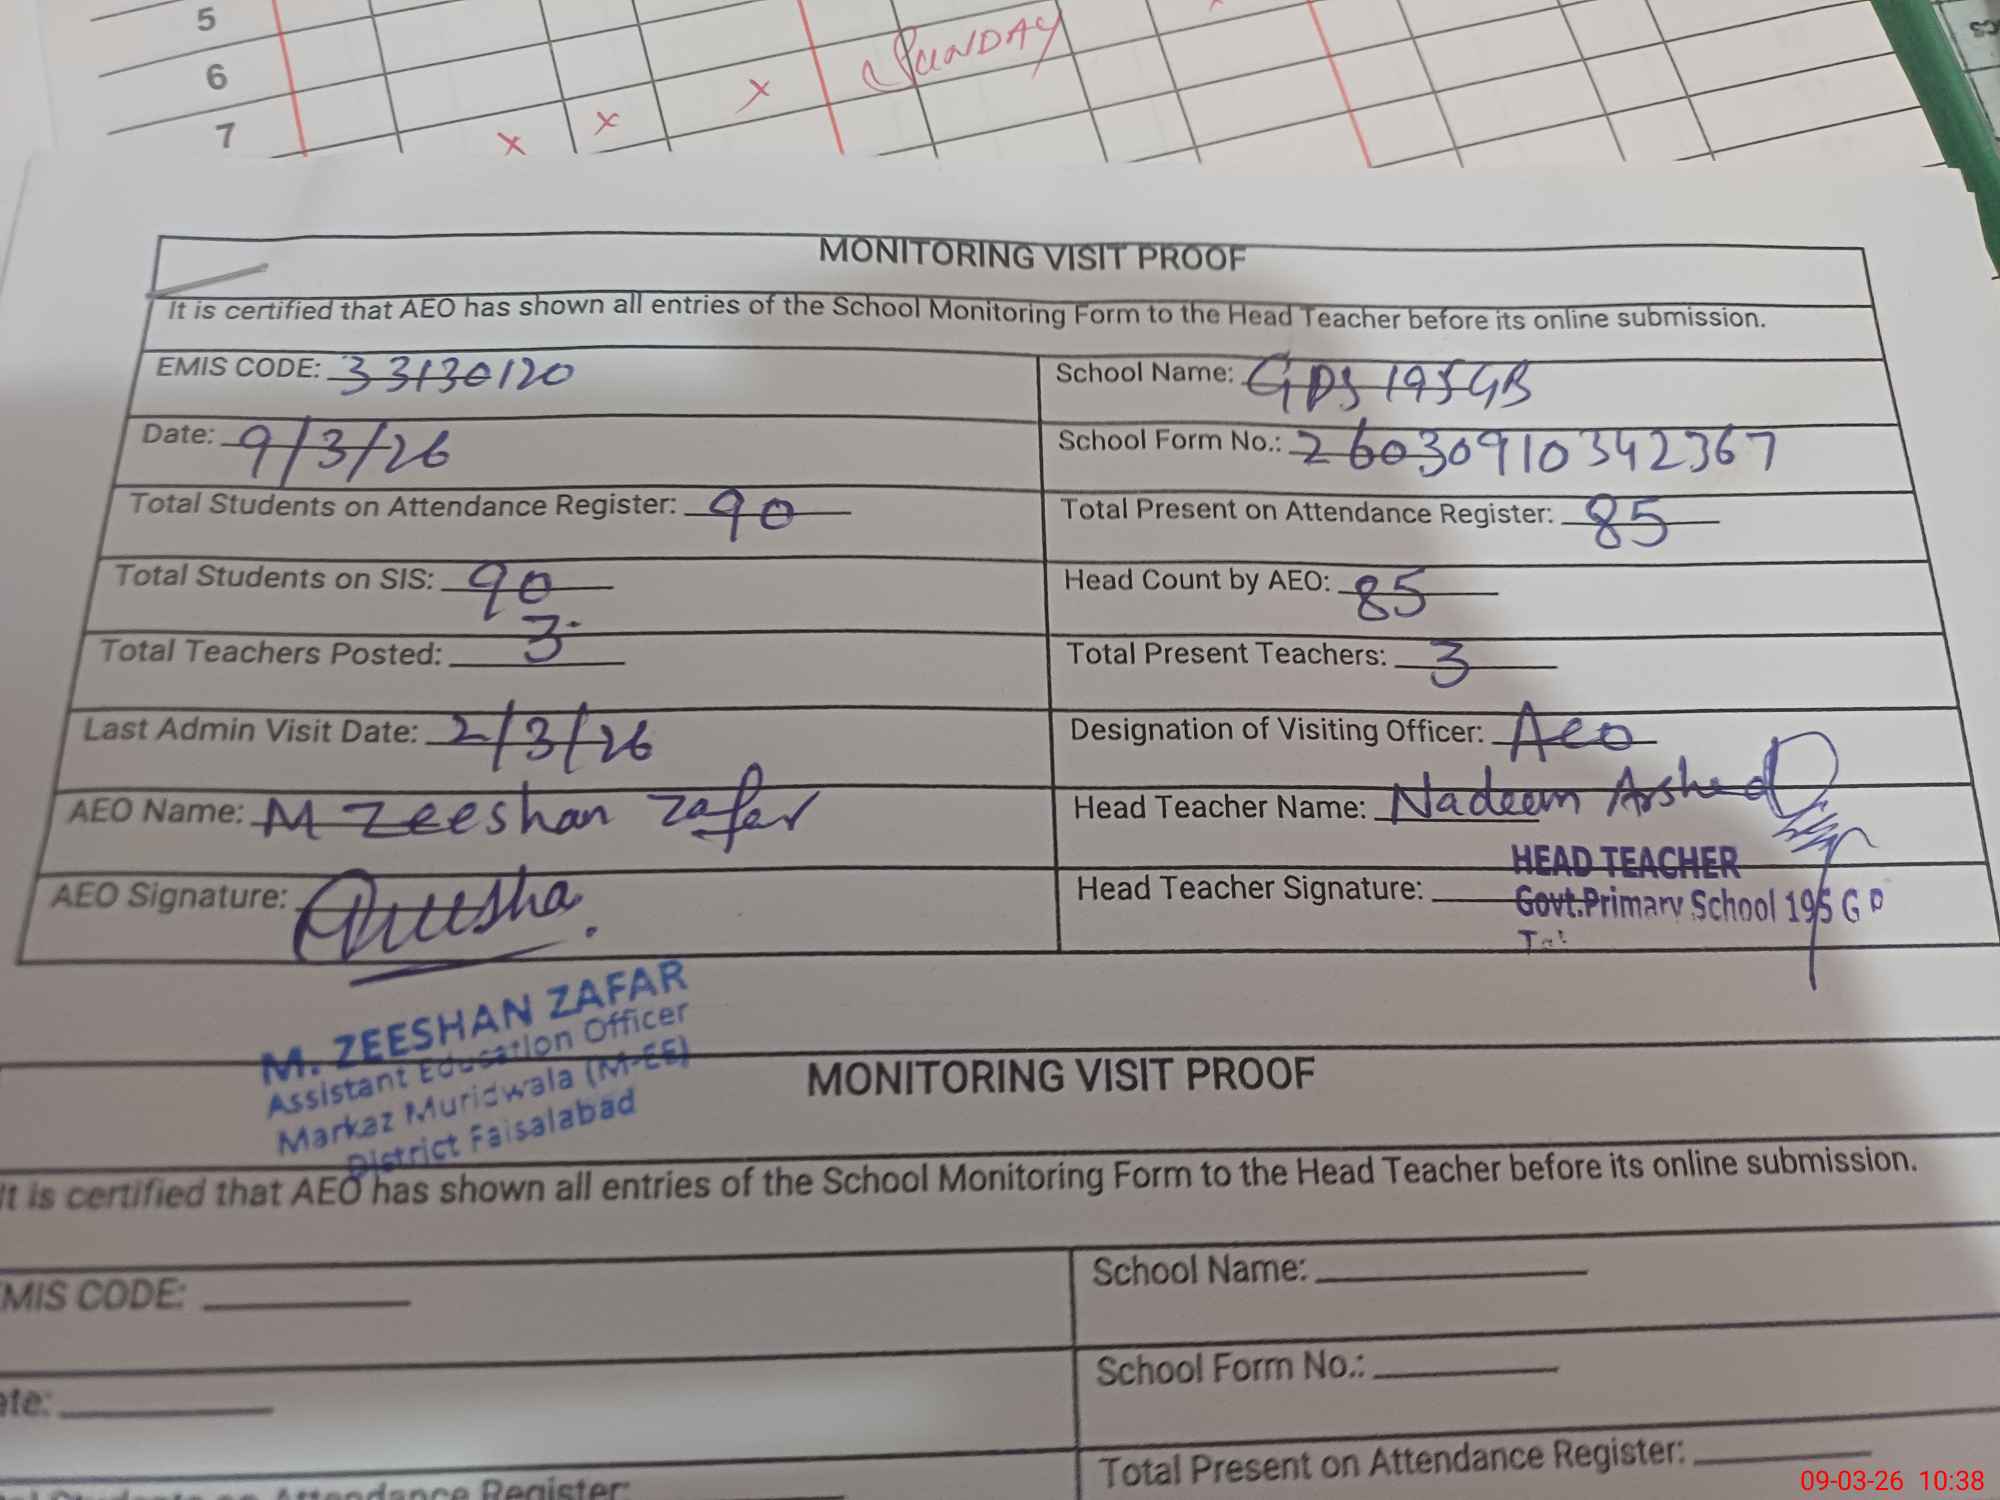 5
6
7
x x x SUNDAY
MONITORING VISIT PROOF
It is certified that AEO has shown all entries of the School Monitoring Form to the Head Teacher before its online submission.
EMIS CODE: 33130120 School Name: GPS 195GB
Date: 9/3/26 School Form No.: 26030910342367
Total Students on Attendance Register: 90 Total Present on Attendance Register: 85
Total Students on SIS: 90 Head Count by AEO: 85
Total Teachers Posted: 3 Total Present Teachers: 3
Last Admin Visit Date: 2/3/26 Designation of Visiting Officer: Aeo
AEO Name: M Zeeshan Zafar Head Teacher Name: Nadeem Arshad
AEO Signature: Head Teacher Signature:
HEAD TEACHER
Govt.Primary School 195 G
M. ZEESHAN ZAFAR
Assistant Education Officer
Markaz Muridwala (M-EE)
District Faisalabad
MONITORING VISIT PROOF
It is certified that AEO has shown all entries of the School Monitoring Form to the Head Teacher before its online submission.
EMIS CODE: School Name:
School Form No.:
Attendance Register: Total Present on Attendance Register:
09-03-26 10:38